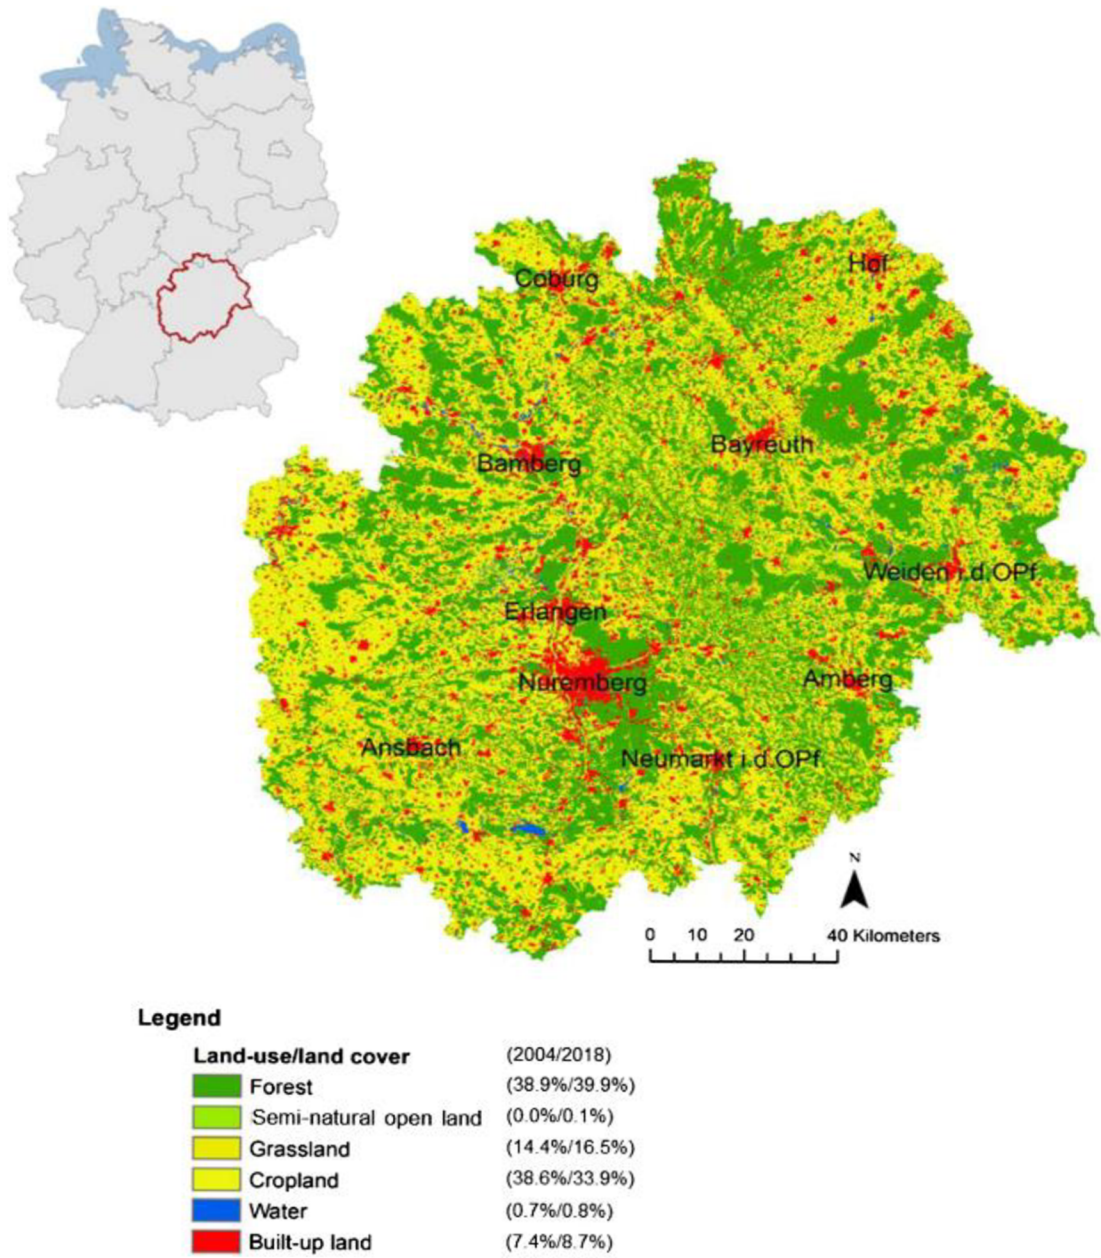 Coburg
Hof
Bayreuth
Bamberg
Weiden i.d.OPf
Erlangen
Nuremberg
Amberg
Ansbach
Neumarkt i.d.OPf
N
0 10 20 40 Kilometers
Legend
Land-use/land cover (2004/2018)
Forest (38.9%/39.9%)
Semi-natural open land (0.0%/0.1%)
Grassland (14.4%/16.5%)
Cropland (38.6%/33.9%)
Water (0.7%/0.8%)
Built-up land (7.4%/8.7%)